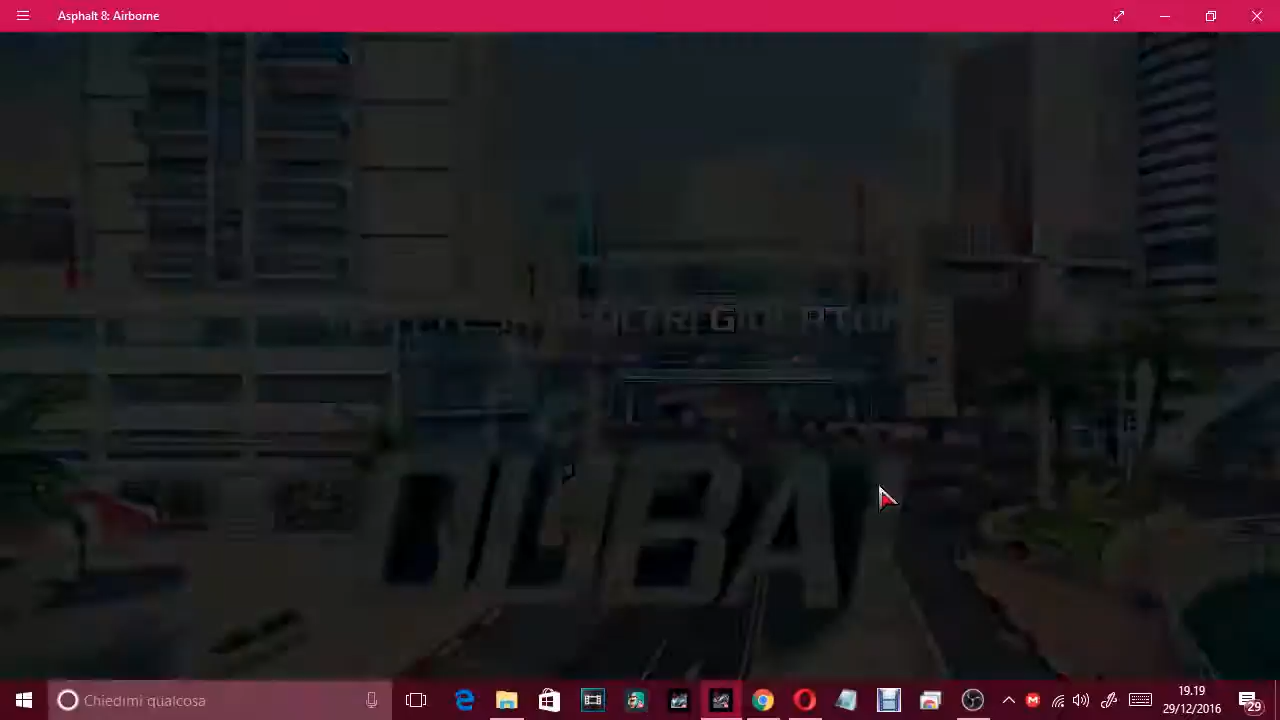 Asphalt 8: Airborne
DUBAI
Chiedimi qualcosa
19.19
29/12/2016
29